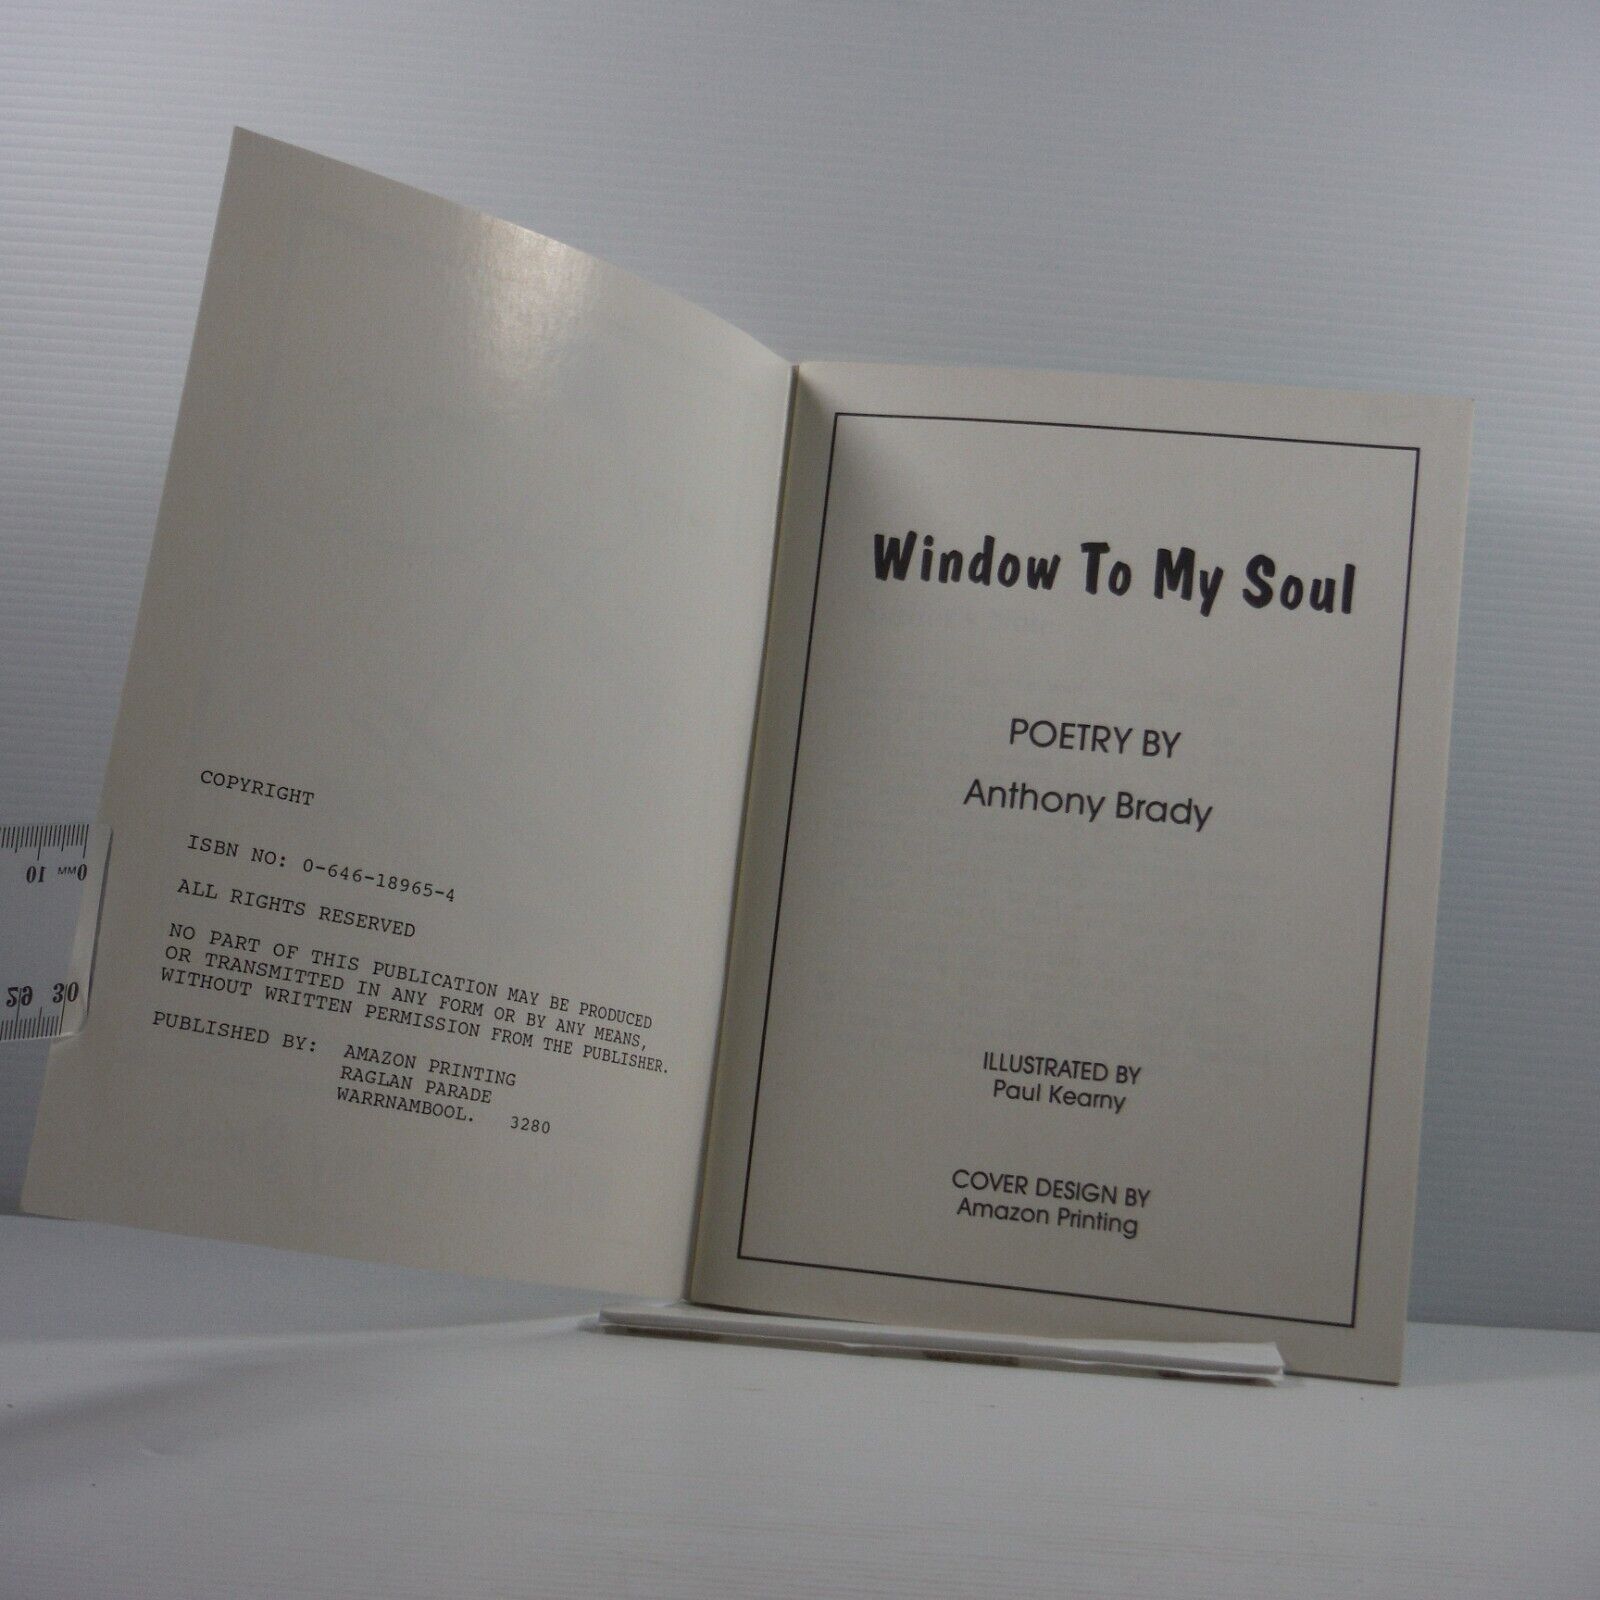 COPYRIGHT
ISBN NO: 0-646-18965-4
ALL RIGHTS RESERVED
NO PART OF THIS PUBLICATION MAY BE PRODUCED
OR TRANSMITTED IN ANY FORM OR BY ANY MEANS,
WITHOUT WRITTEN PERMISSION FROM THE PUBLISHER.
PUBLISHED BY: AMAZON PRINTING
RAGLAN PARADE
WARRNAMBOOL. 3280
Window To My Soul
POETRY BY
Anthony Brady
ILLUSTRATED BY
Paul Kearny
COVER DESIGN BY
Amazon Printing
0MM 10
30 29